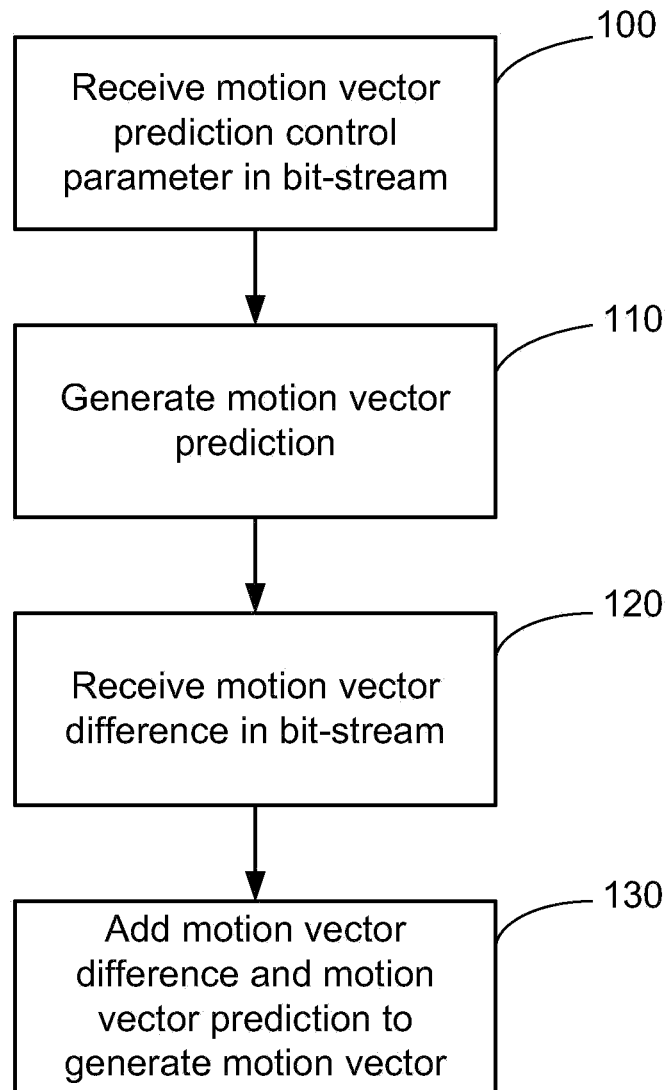 100
Receive motion vector
prediction control
parameter in bit-stream
110
Generate motion vector
prediction
120
Receive motion vector
difference in bit-stream
130
Add motion vector
difference and motion
vector prediction to
generate motion vector